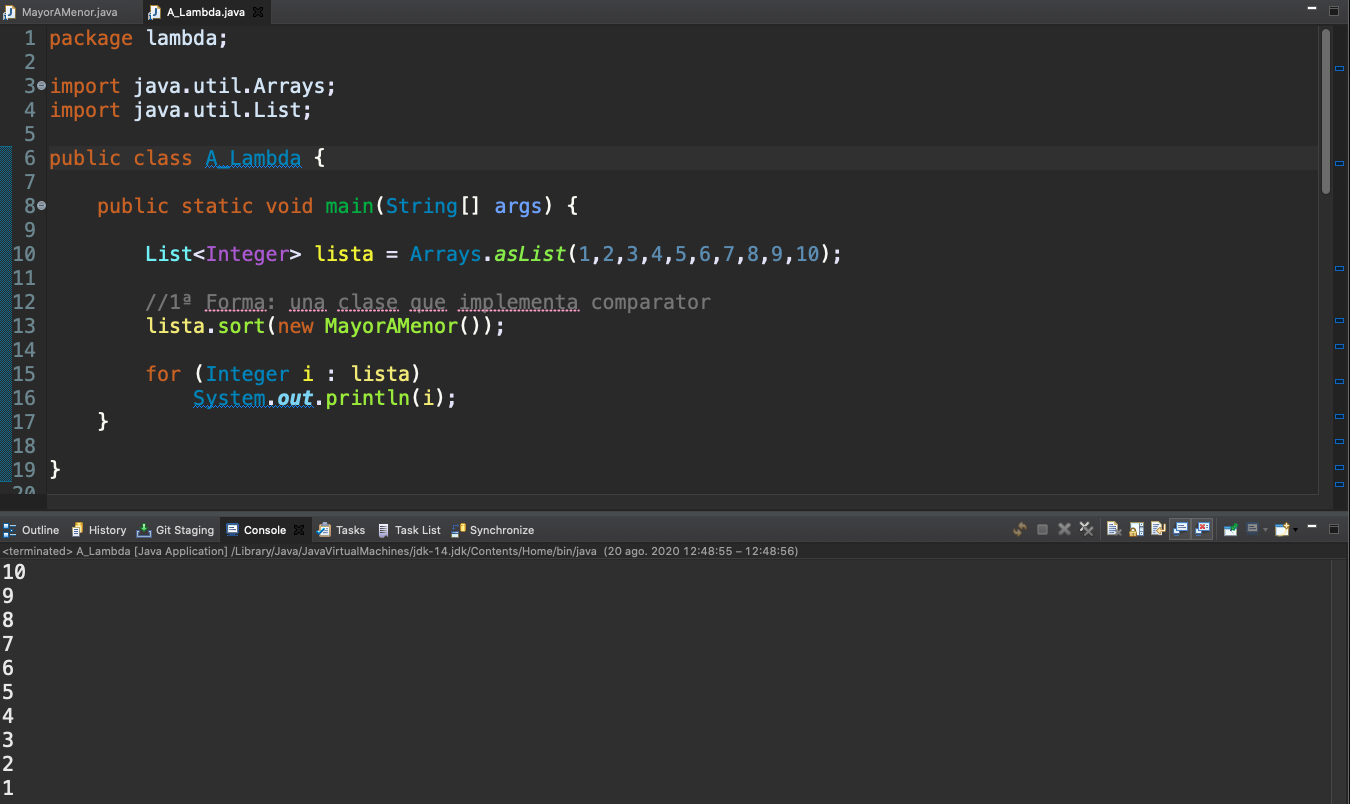 MayorAMenor.java A_Lambda.java
1 package lambda;
2
3 import java.util.Arrays;
4 import java.util.List;
5
6 public class A_Lambda {
7
8 public static void main(String[] args) {
9
10 List<Integer> lista = Arrays.asList(1,2,3,4,5,6,7,8,9,10);
11
12 //1ª Forma: una clase que implementa comparator
13 lista.sort(new MayorAMenor());
14
15 for (Integer i : lista)
16 System.out.println(i);
17 }
18
19 }
20
Outline History Git Staging Console Tasks Task List Synchronize
<terminated> A_Lambda [Java Application] /Library/Java/JavaVirtualMachines/jdk-14.jdk/Contents/Home/bin/java (20 ago. 2020 12:48:55 – 12:48:56)
10
9
8
7
6
5
4
3
2
1